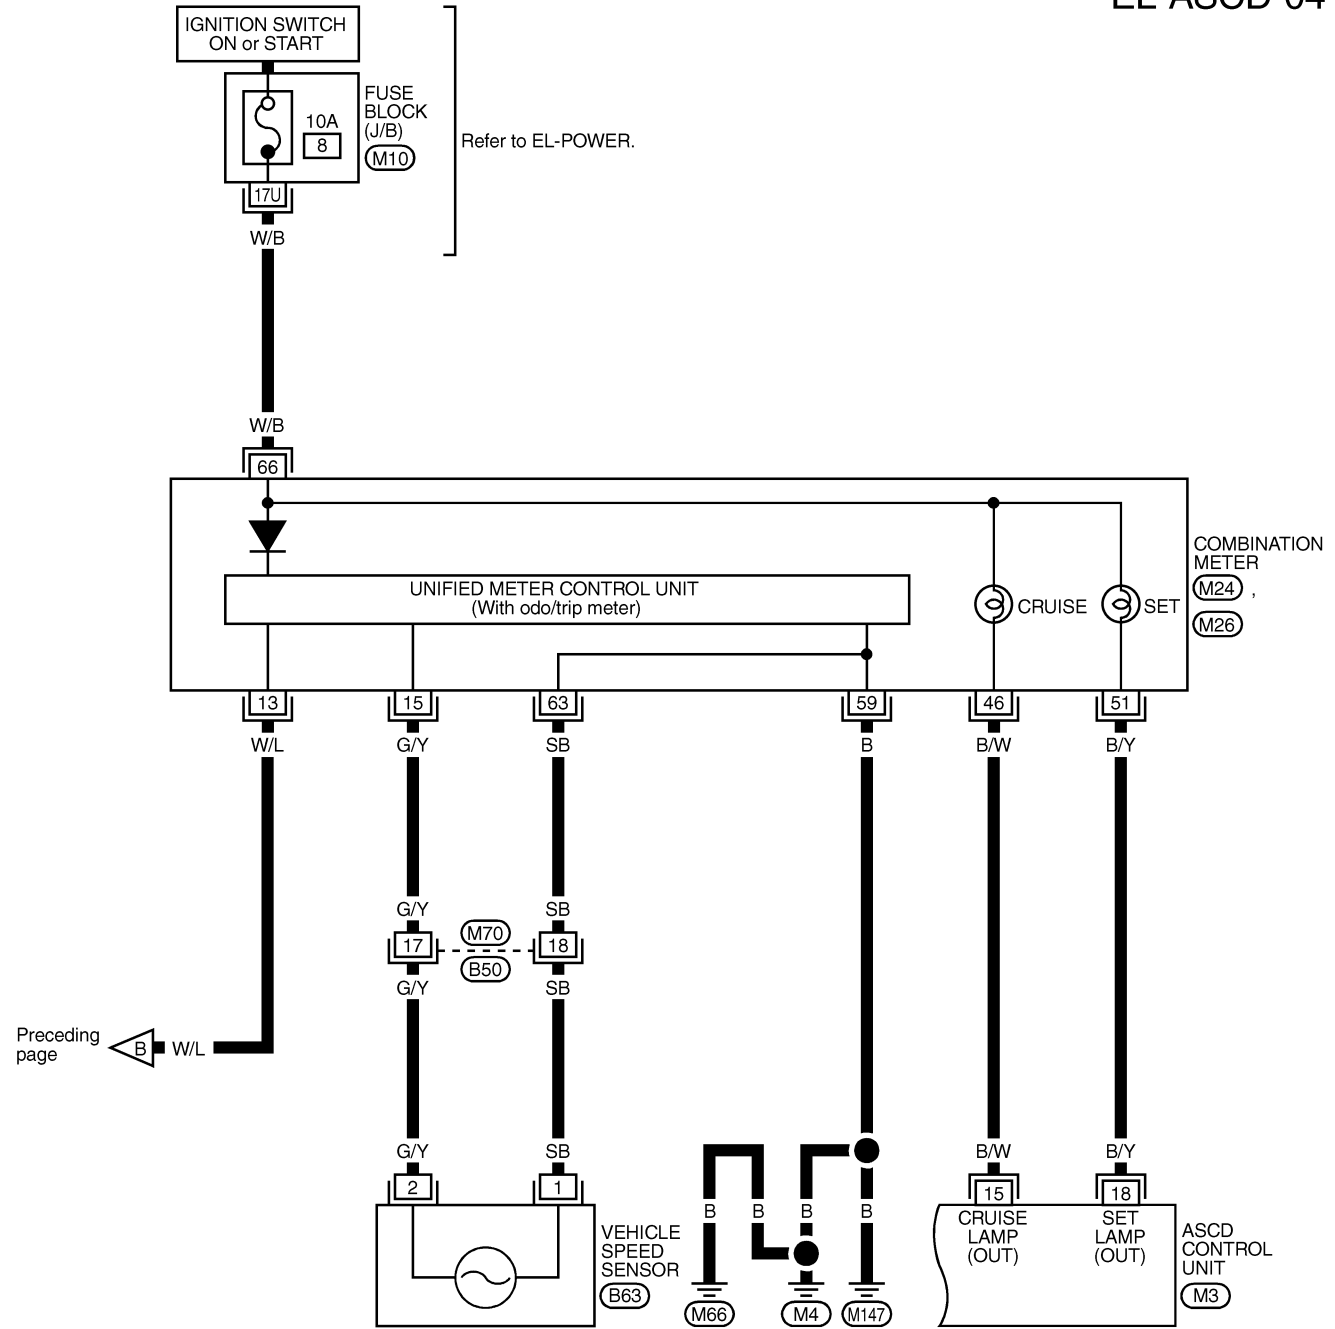 EL-ASCD-04
IGNITION SWITCH
ON or START
FUSE
BLOCK
(J/B)
M10
10A
8
Refer to EL-POWER.
17U
W/B
W/B
66
COMBINATION
METER
M24 ,
M26
UNIFIED METER CONTROL UNIT
(With odo/trip meter)
CRUISE
SET
13 15 63 59 46 51
W/L G/Y SB B B/W B/Y
G/Y SB
M70
17 18
B50
G/Y SB
Preceding
page
B W/L
G/Y SB B/W B/Y
2 1 15 18
B B B B
CRUISE
LAMP
(OUT)
SET
LAMP
(OUT)
VEHICLE
SPEED
SENSOR
B63
ASCD
CONTROL
UNIT
M3
M66 M4 M147